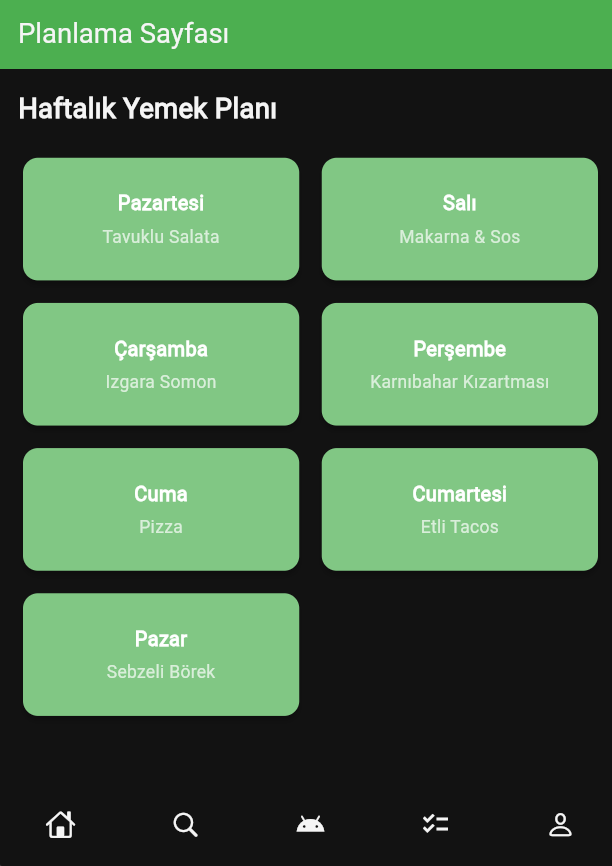 Planlama Sayfası
Haftalık Yemek Planı
Pazartesi
Tavuklu Salata
Salı
Makarna & Sos
Çarşamba
Izgara Somon
Perşembe
Karnıbahar Kızartması
Cuma
Pizza
Cumartesi
Etli Tacos
Pazar
Sebzeli Börek